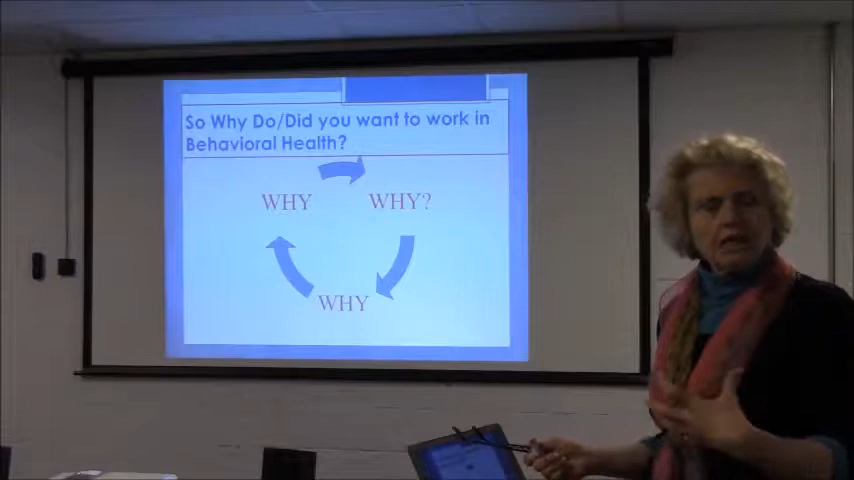 So Why Do/Did you want to work in
Behavioral Health?
WHY WHY?
WHY